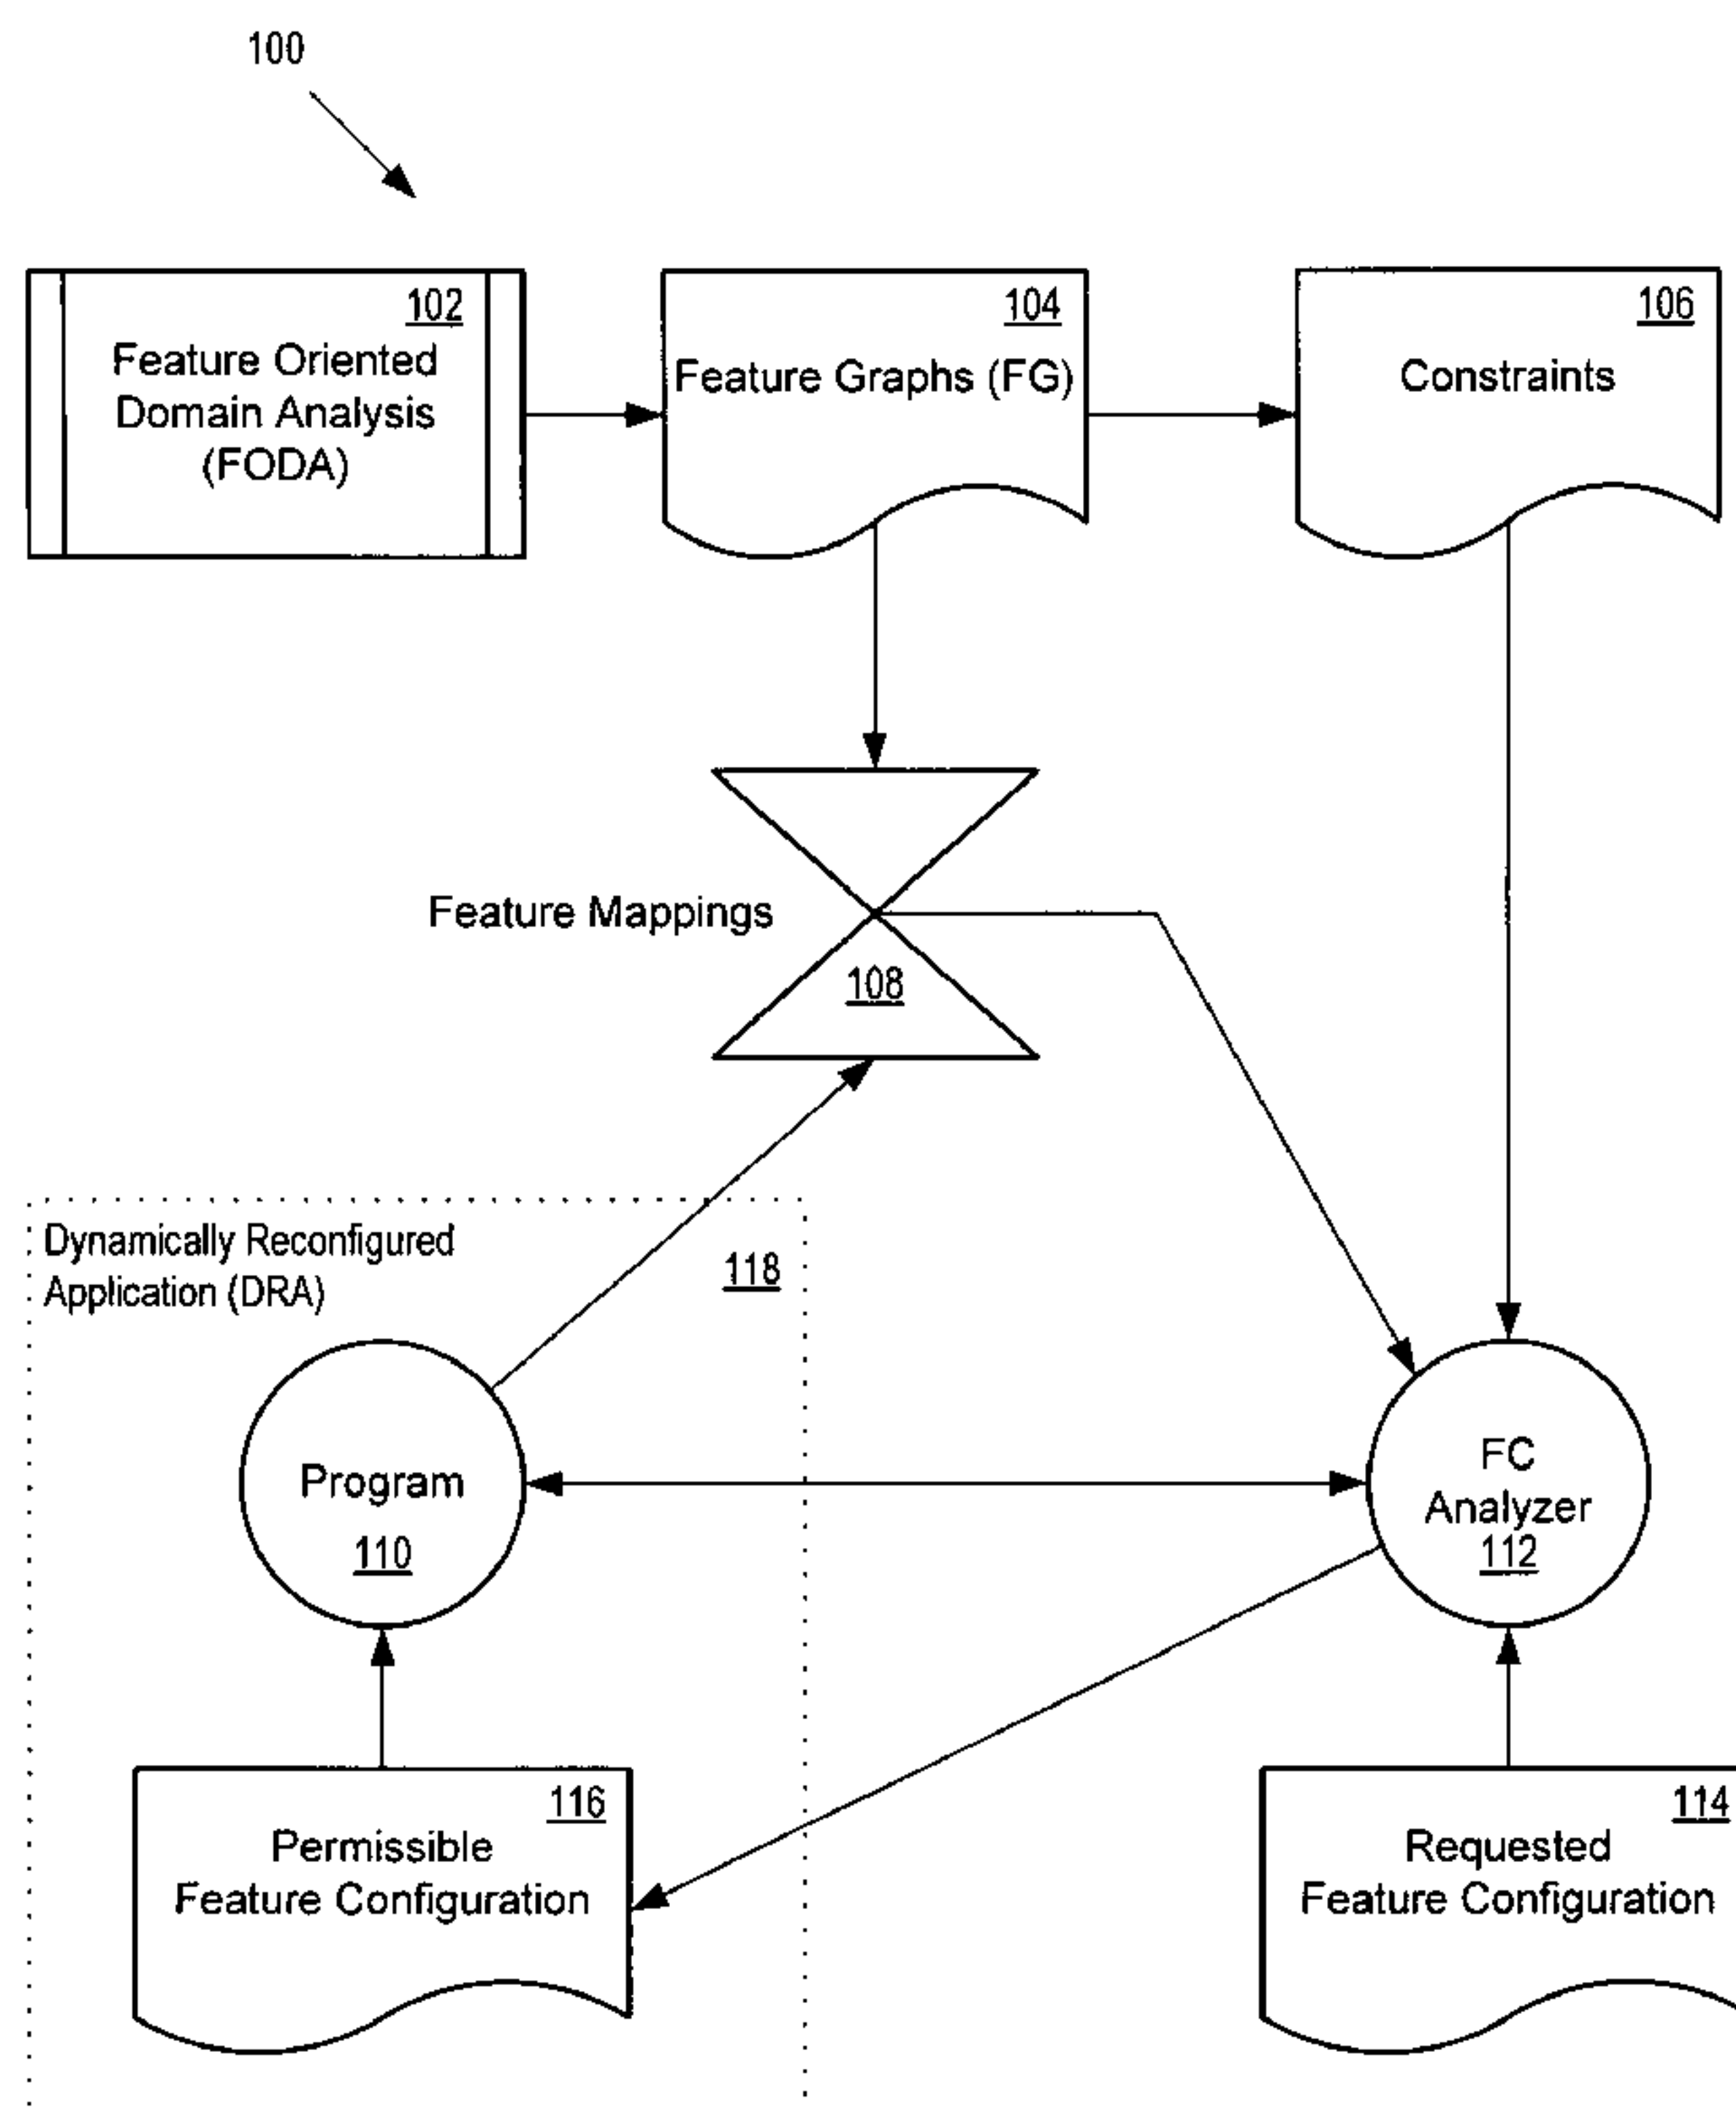 100
102
Feature Oriented
Domain Analysis
(FODA)
104
Feature Graphs (FG)
106
Constraints
Feature Mappings
108
Dynamically Reconfigured
Application (DRA)
118
Program
110
FC
Analyzer
112
116
Permissible
Feature Configuration
114
Requested
Feature Configuration